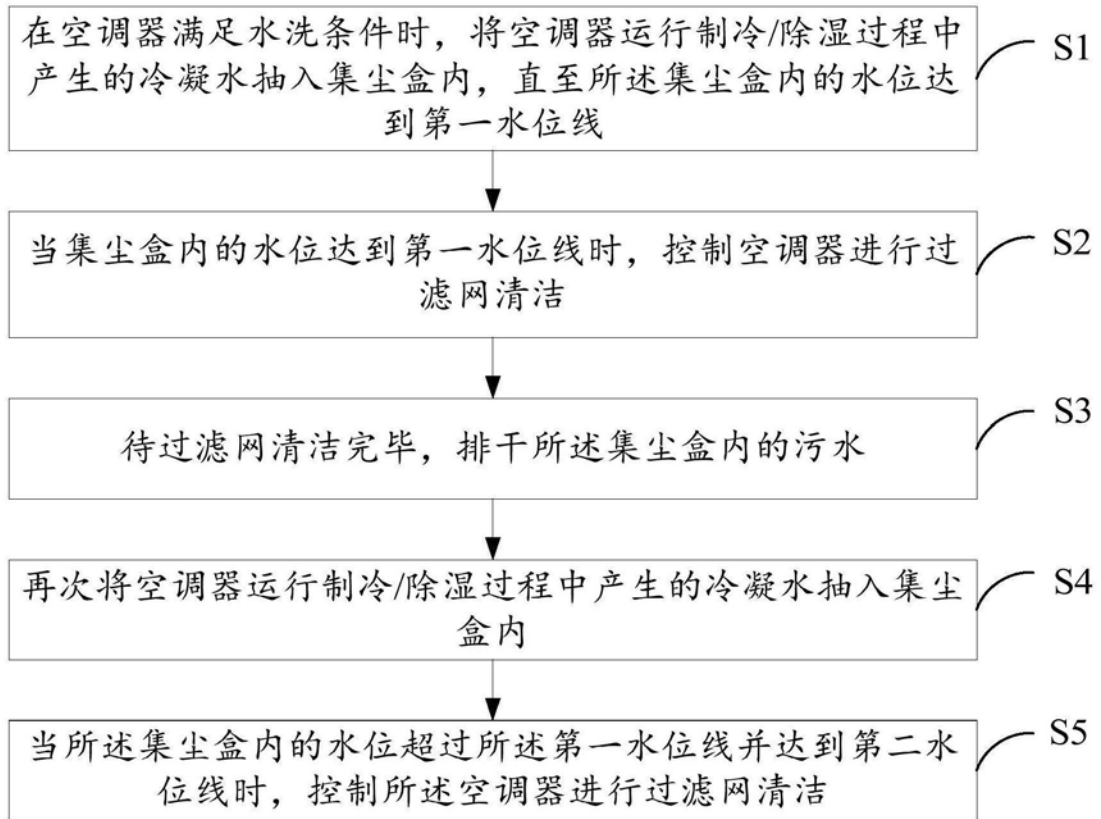 在空调器满足水洗条件时，将空调器运行制冷/除湿过程中
产生的冷凝水抽入集尘盒内，直至所述集尘盒内的水位达
到第一水位线
S1
当集尘盒内的水位达到第一水位线时，控制空调器进行过
滤网清洁
S2
待过滤网清洁完毕，排干所述集尘盒内的污水
S3
再次将空调器运行制冷/除湿过程中产生的冷凝水抽入集尘
盒内
S4
当所述集尘盒内的水位超过所述第一水位线并达到第二水
位线时，控制所述空调器进行过滤网清洁
S5